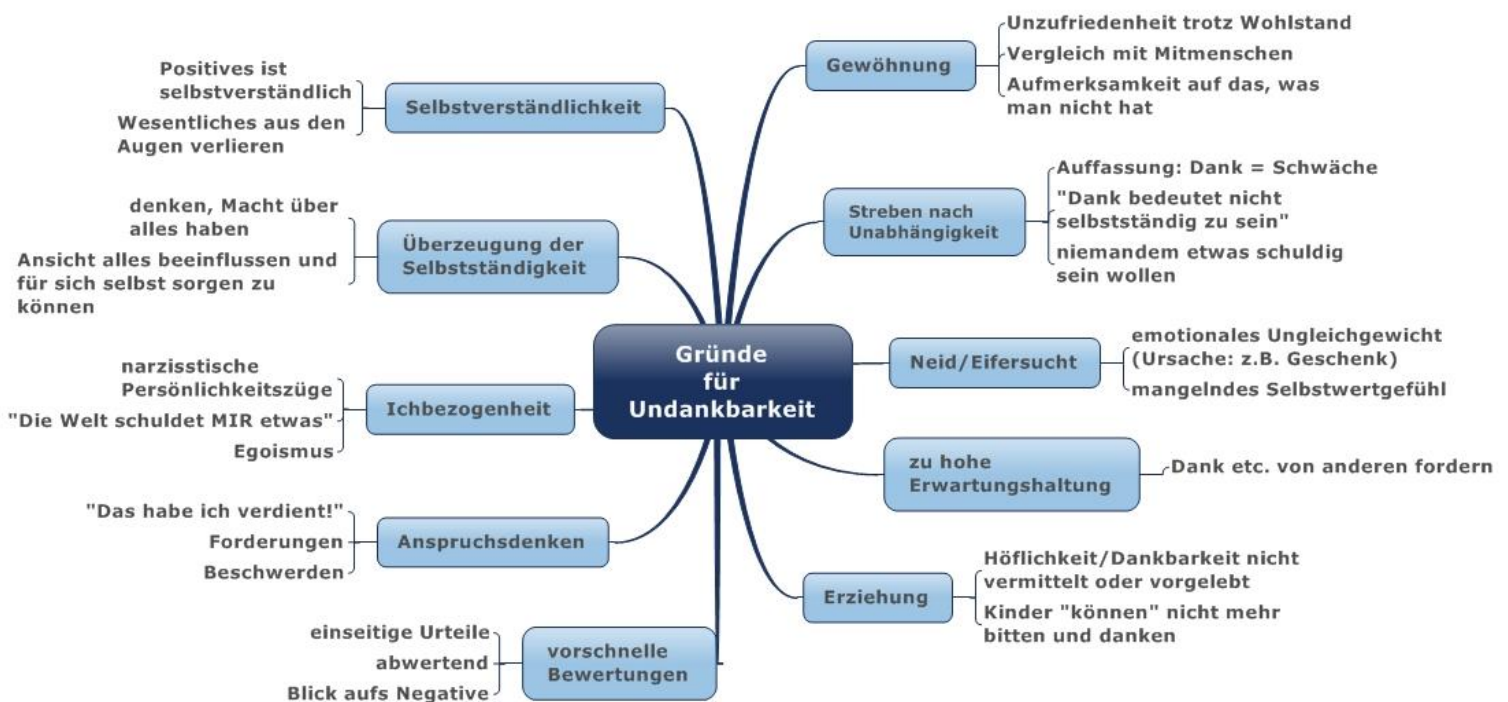 Gründe
für
Undankbarkeit
Gewöhnung
Unzufriedenheit trotz Wohlstand
Vergleich mit Mitmenschen
Aufmerksamkeit auf das, was
man nicht hat
Streben nach
Unabhängigkeit
Auffassung: Dank = Schwäche
"Dank bedeutet nicht
selbstständig zu sein"
niemandem etwas schuldig
sein wollen
Neid/Eifersucht
emotionales Ungleichgewicht
(Ursache: z.B. Geschenk)
mangelndes Selbstwertgefühl
zu hohe
Erwartungshaltung
Dank etc. von anderen fordern
Erziehung
Höflichkeit/Dankbarkeit nicht
vermittelt oder vorgelebt
Kinder "können" nicht mehr
bitten und danken
Selbstverständlichkeit
Positives ist
selbstverständlich
Wesentliches aus den
Augen verlieren
Überzeugung der
Selbstständigkeit
denken, Macht über
alles haben
Ansicht alles beeinflussen und
für sich selbst sorgen zu
können
Ichbezogenheit
narzisstische
Persönlichkeitszüge
"Die Welt schuldet MIR etwas"
Egoismus
Anspruchsdenken
"Das habe ich verdient!"
Forderungen
Beschwerden
vorschnelle
Bewertungen
einseitige Urteile
abwertend
Blick aufs Negative